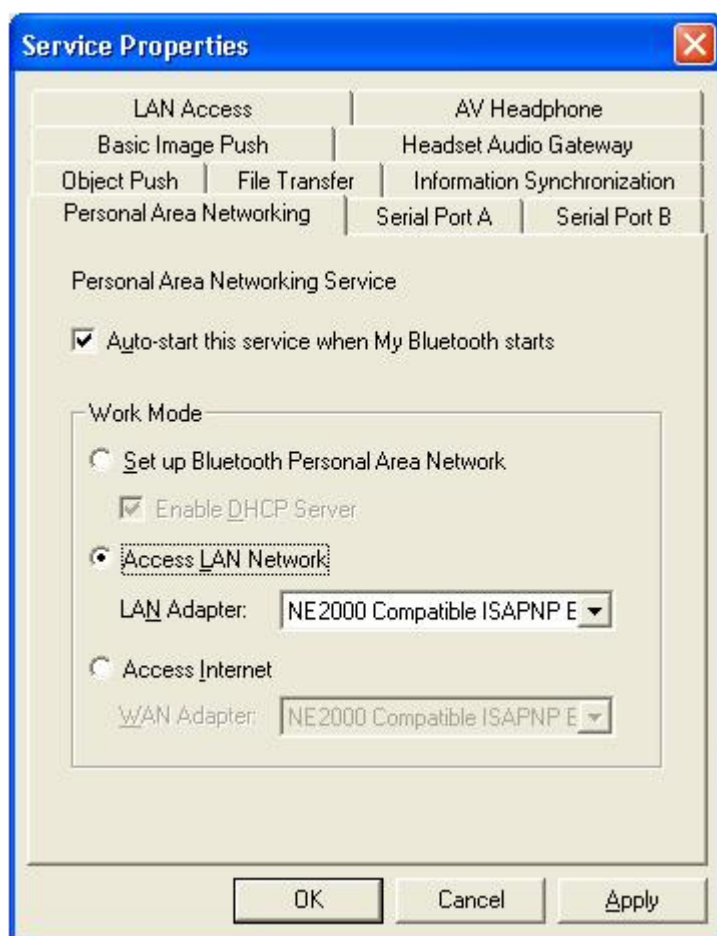 Service Properties
LAN Access AV Headphone
Basic Image Push Headset Audio Gateway
Object Push File Transfer Information Synchronization
Personal Area Networking Serial Port A Serial Port B
Personal Area Networking Service
Auto-start this service when My Bluetooth starts
Work Mode
Set up Bluetooth Personal Area Network
Enable DHCP Server
Access LAN Network
LAN Adapter: NE2000 Compatible ISAPNP E
Access Internet
WAN Adapter: NE2000 Compatible ISAPNP E
OK Cancel Apply